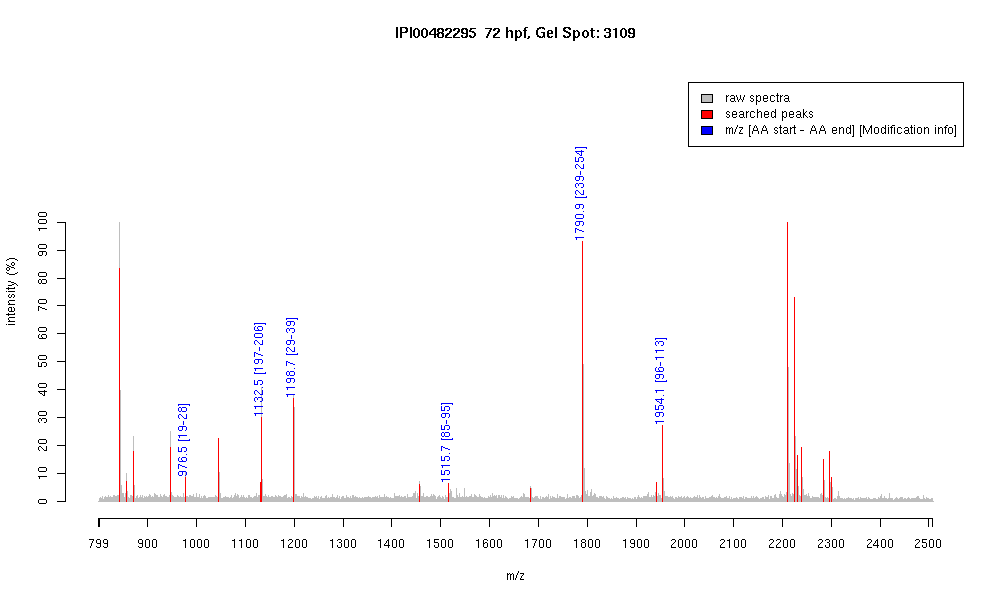 IPI00482295 72 hpf, Gel Spot: 3109
raw spectra
searched peaks
m/z [AA start - AA end] [Modification info]
intensity (%)
100
90
80
70
60
50
40
30
20
10
0
976.5 [19-28]
1132.5 [197-206]
1198.7 [29-39]
1515.7 [85-95]
1790.9 [239-254]
1954.1 [96-113]
799 900 1000 1100 1200 1300 1400 1500 1600 1700 1800 1900 2000 2100 2200 2300 2400 2500
m/z